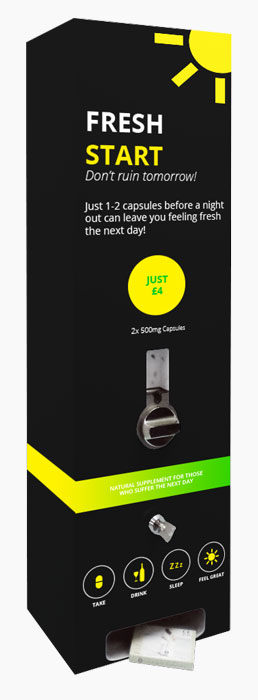 FRESH
START
Don't ruin tomorrow!
Just 1-2 capsules before a night
out can leave you feeling fresh
the next day!
JUST
£4
2x 500mg Capsules
NATURAL SUPPLEMENT FOR THOSE
WHO SUFFER THE NEXT DAY
ZZz
TAKE
DRINK
SLEEP
FEEL GREAT